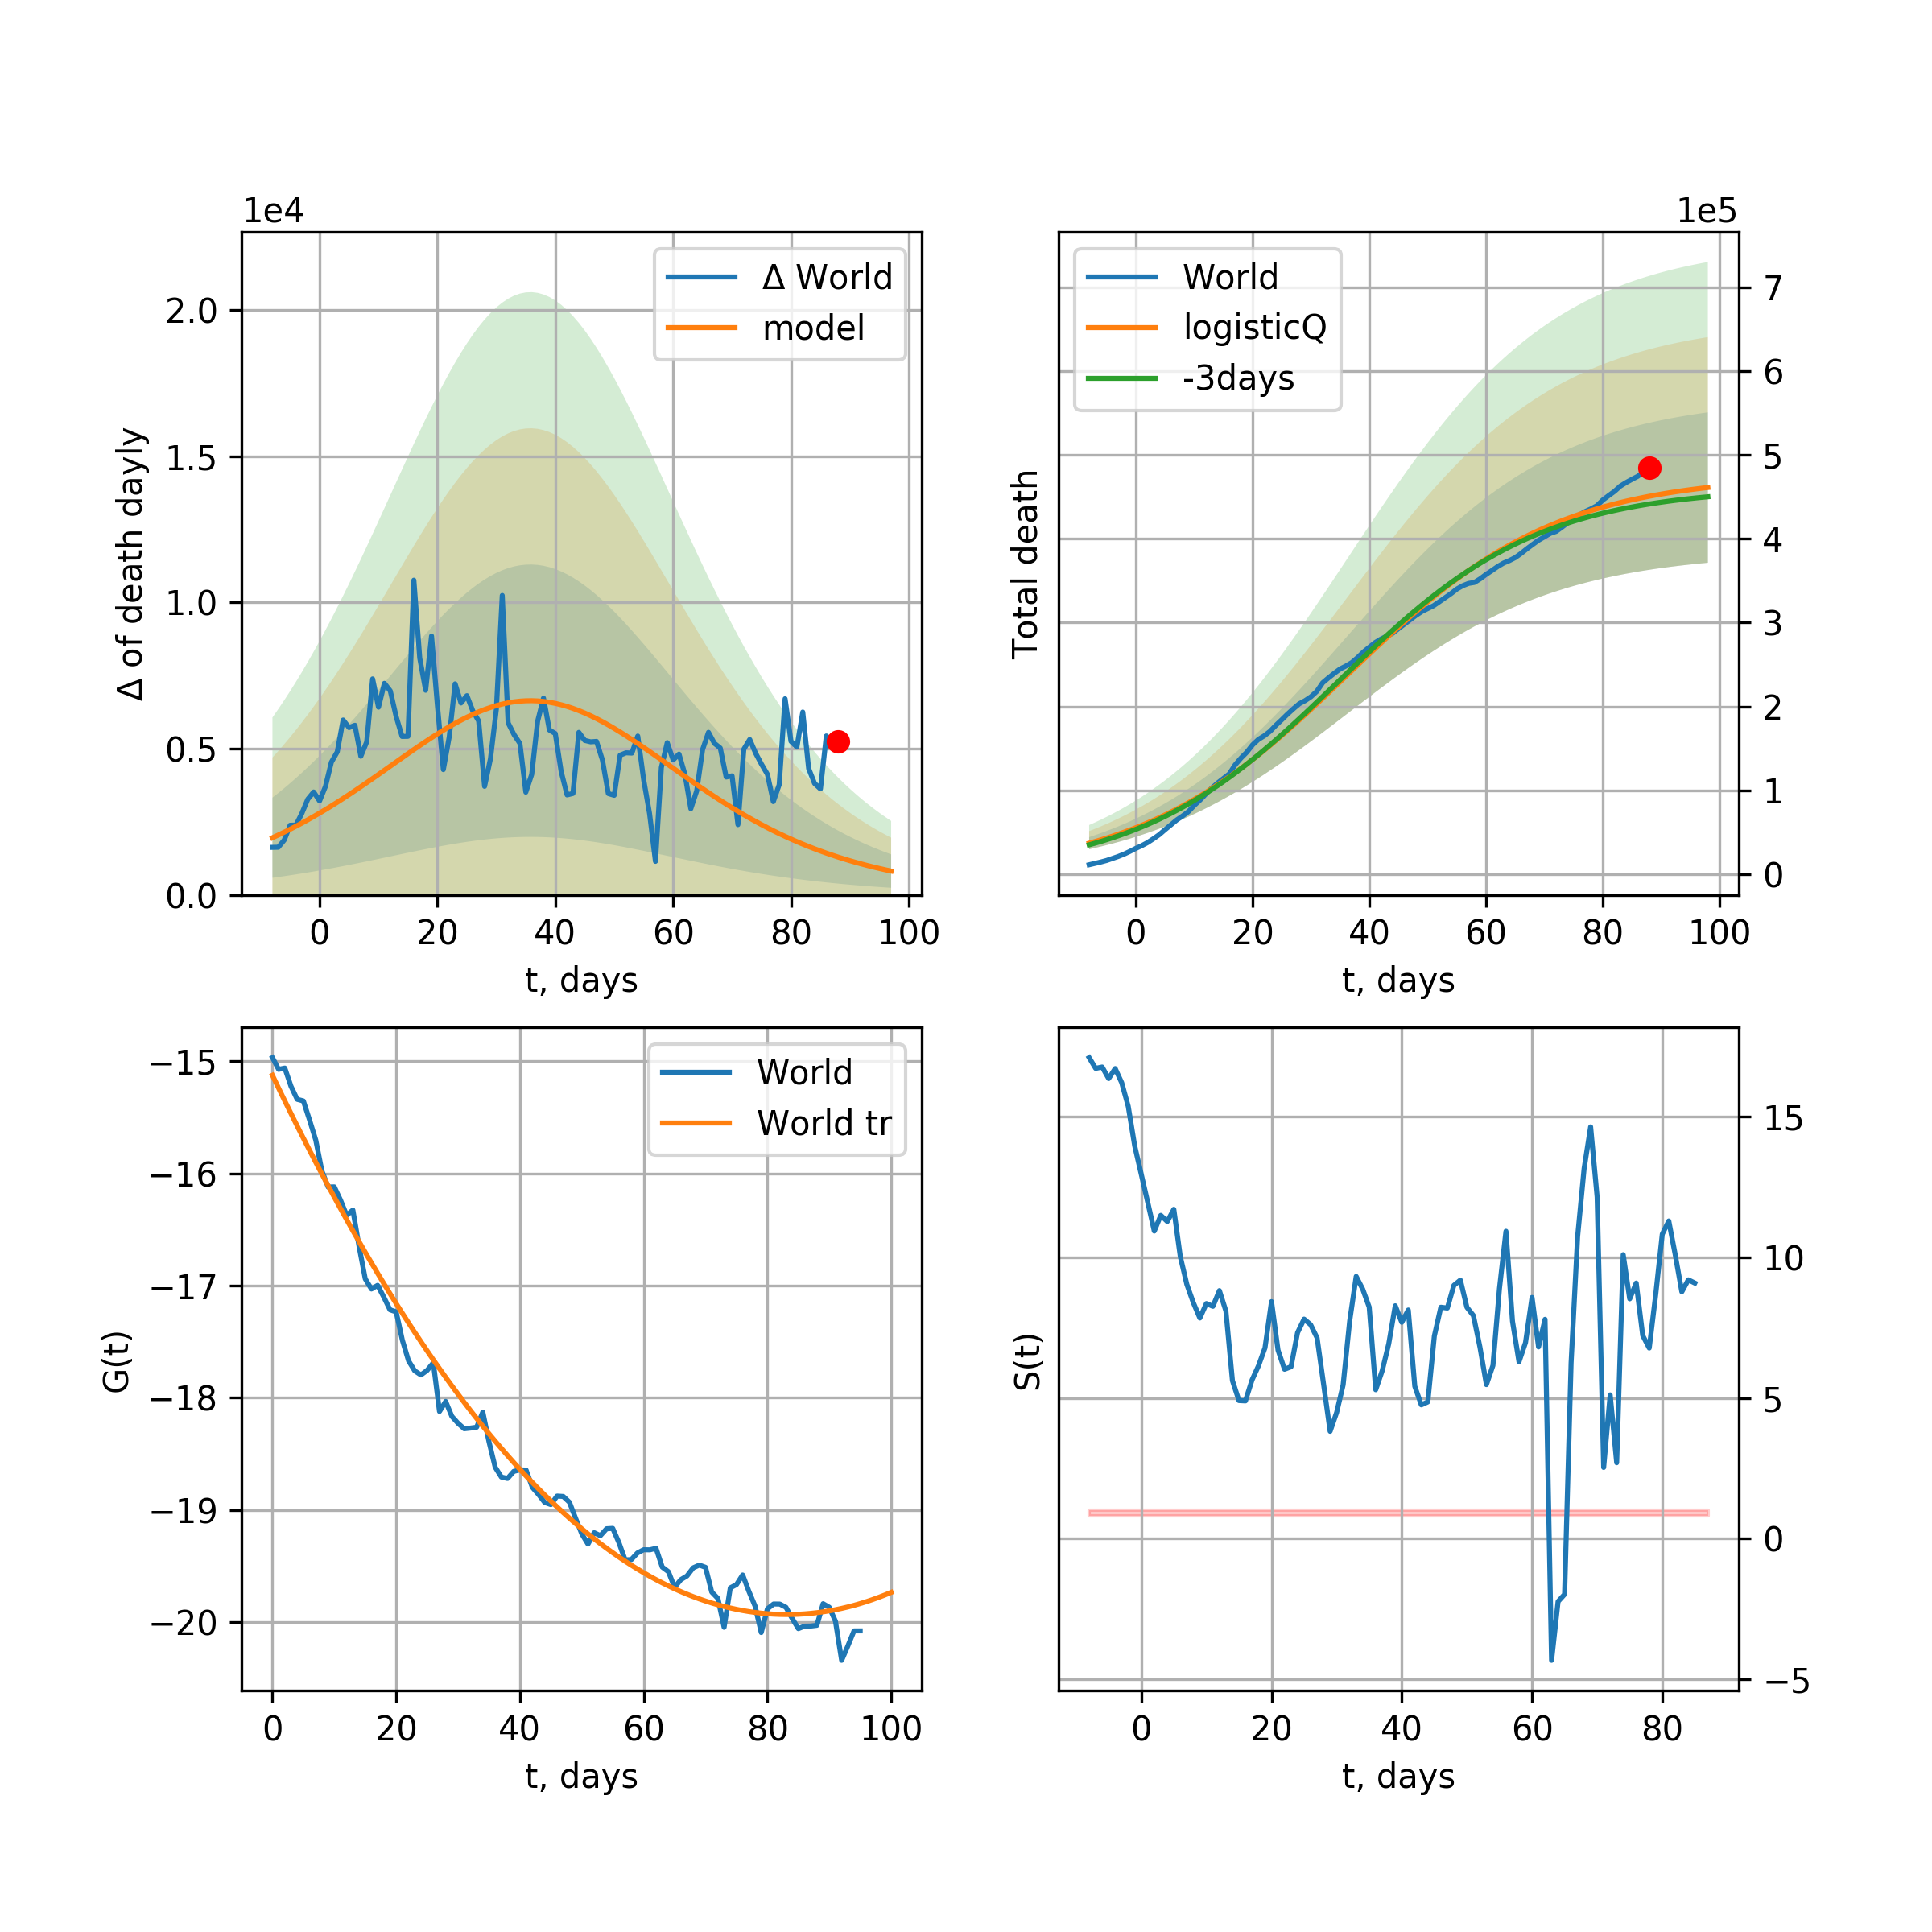 1e4
Δ of death dayly
2.0
1.5
1.0
0.5
0.0
0 20 40 60 80 100
t, days
Δ World
model
1e5
Total death
7
6
5
4
3
2
1
0
0 20 40 60 80 100
t, days
World
logisticQ
-3days
G(t)
−15
−16
−17
−18
−19
−20
0 20 40 60 80 100
t, days
World
World tr
S(t)
15
10
5
0
−5
0 20 40 60 80
t, days